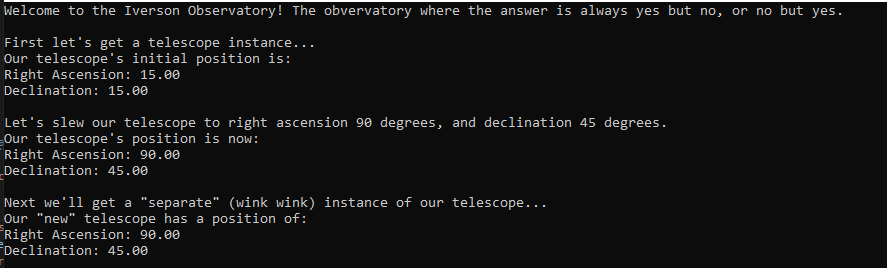 Welcome to the Iverson Observatory! The obvervatory where the answer is always yes but no, or no but yes.
First let's get a telescope instance...
Our telescope's initial position is:
Right Ascension: 15.00
Declination: 15.00
Let's slew our telescope to right ascension 90 degrees, and declination 45 degrees.
Our telescope's position is now:
Right Ascension: 90.00
Declination: 45.00
Next we'll get a "separate" (wink wink) instance of our telescope...
Our "new" telescope has a position of:
Right Ascension: 90.00
Declination: 45.00